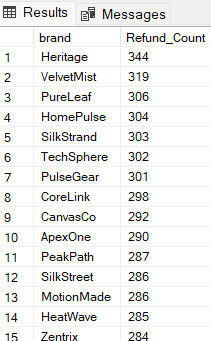 Results Messages
brand Refund_Count
1 Heritage 344
2 VelvetMist 319
3 PureLeaf 306
4 HomePulse 304
5 SilkStrand 303
6 TechSphere 302
7 PulseGear 301
8 CoreLink 298
9 CanvasCo 292
10 ApexOne 290
11 PeakPath 287
12 SilkStreet 286
13 MotionMade 286
14 HeatWave 285
15 Zentrix 284